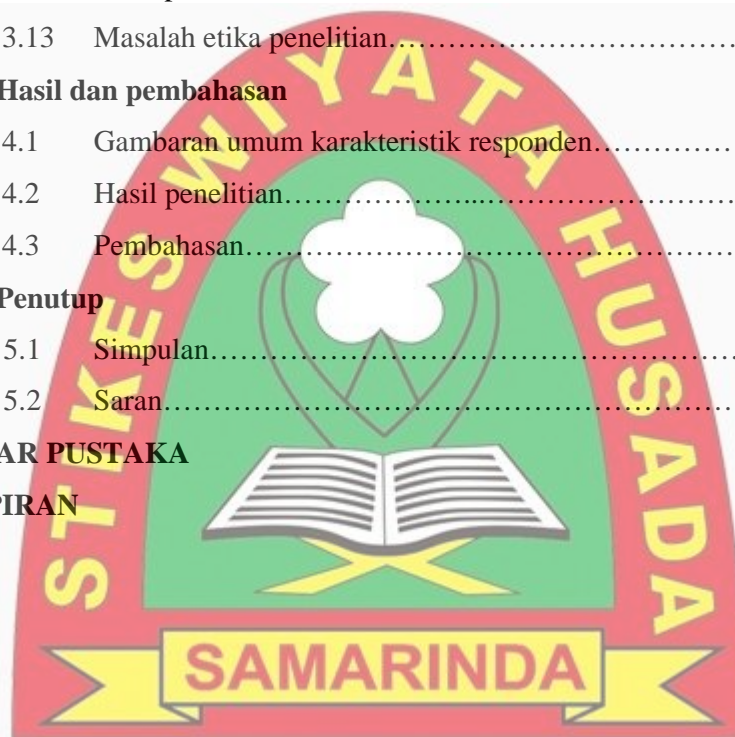 3.13 Masalah etika penelitian……………………………
Hasil dan pembahasan
4.1 Gambaran umum karakteristik responden…………
4.2 Hasil penelitian………………..……………………
4.3 Pembahasan…………………………………………
Penutup
5.1 Simpulan……………………………………………
5.2 Saran…………………………………………………
AR PUSTAKA
PIRAN
STIKES WIYATA HUSADA
SAMARINDA